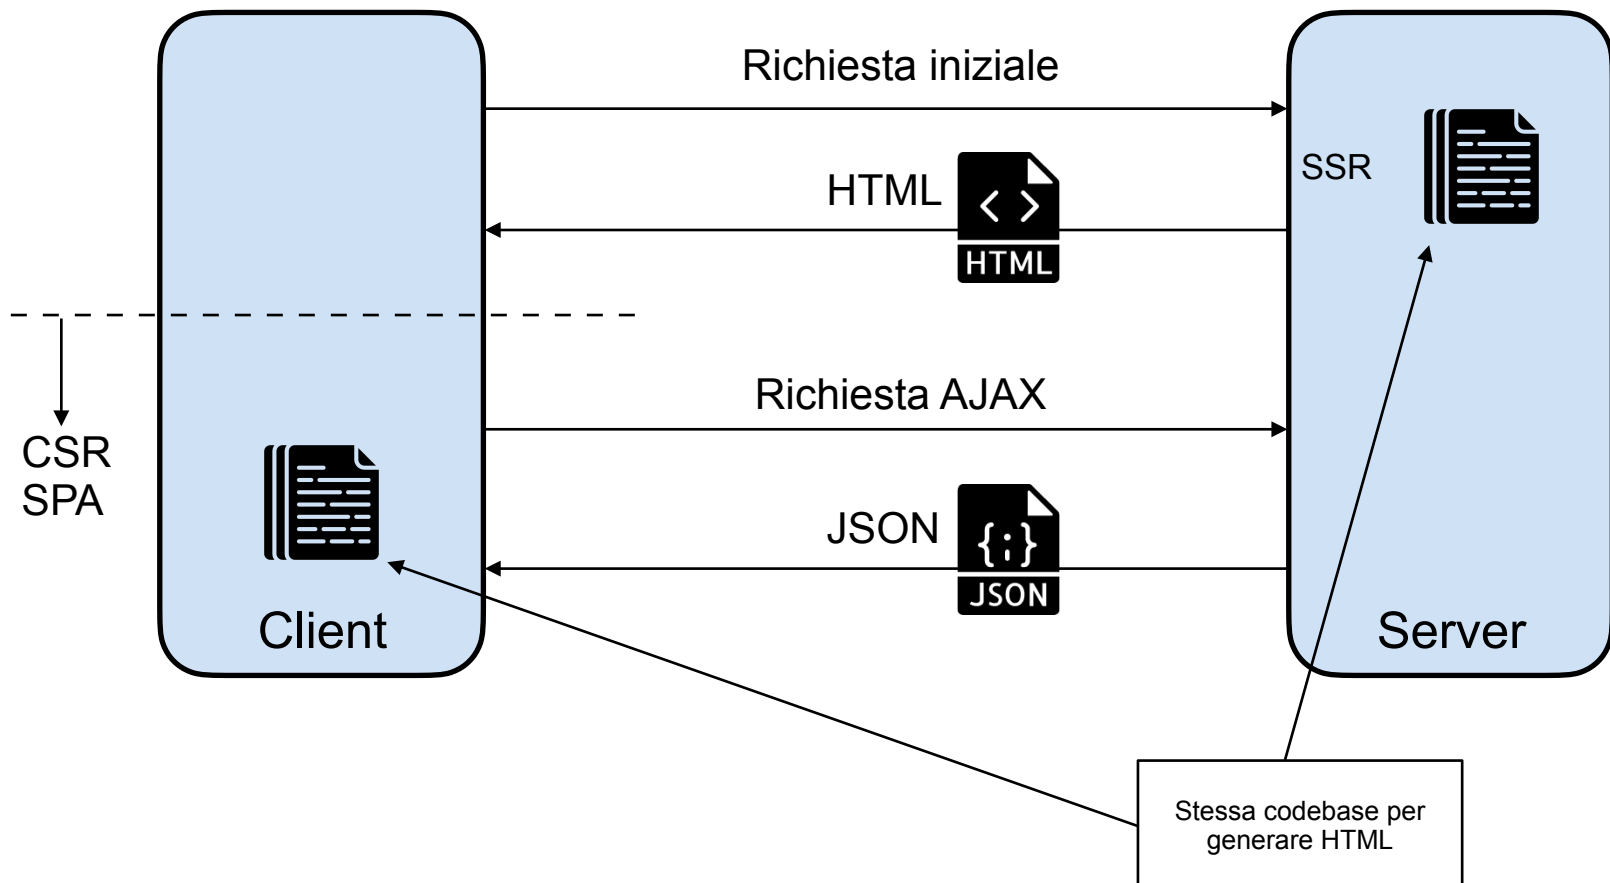 Richiesta iniziale
SSR
HTML
HTML
Richiesta AJAX
CSR
SPA
JSON
JSON
Client
Server
Stessa codebase per
generare HTML